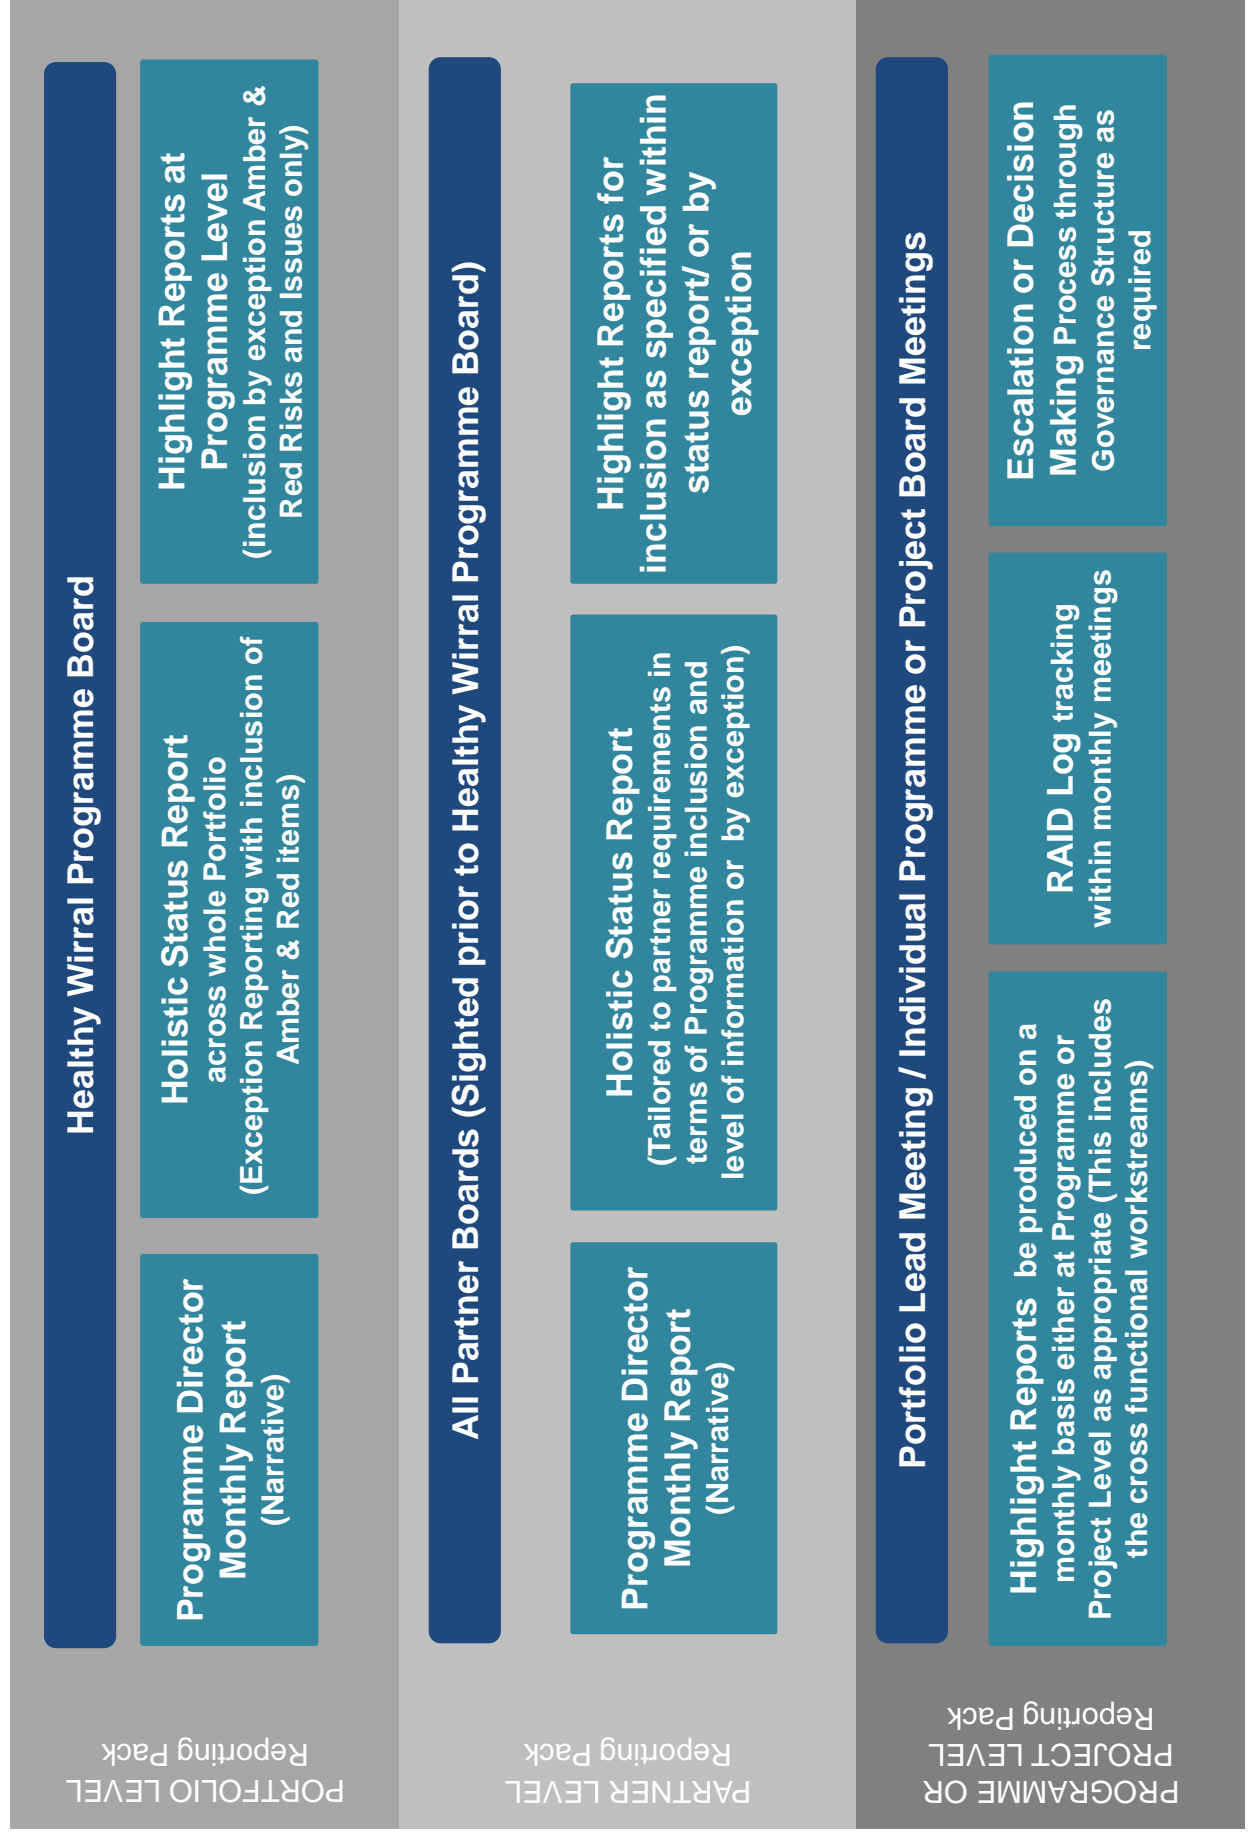 PORTFOLIO LEVEL
Reporting Pack
Healthy Wirral Programme Board
Programme Director
Monthly Report
(Narrative)
Holistic Status Report
across whole Portfolio
(Exception Reporting with inclusion of
Amber & Red items)
Highlight Reports at
Programme Level
(inclusion by exception Amber &
Red Risks and Issues only)
PARTNER LEVEL
Reporting Pack
All Partner Boards (Sighted prior to Healthy Wirral Programme Board)
Programme Director
Monthly Report
(Narrative)
Holistic Status Report
(Tailored to partner requirements in
terms of Programme inclusion and
level of information or by exception)
Highlight Reports for
inclusion as specified within
status report/ or by
exception
PROGRAMME OR
PROJECT LEVEL
Reporting Pack
Portfolio Lead Meeting / Individual Programme or Project Board Meetings
Highlight Reports be produced on a
monthly basis either at Programme or
Project Level as appropriate (This includes
the cross functional workstreams)
RAID Log tracking
within monthly meetings
Escalation or Decision
Making Process through
Governance Structure as
required